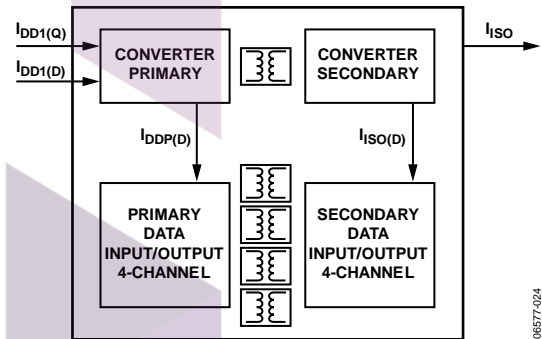 IDD1(Q)
IDD1(D)
CONVERTER
PRIMARY
CONVERTER
SECONDARY
IISO
IDDP(D)
IISO(D)
PRIMARY
DATA
INPUT/OUTPUT
4-CHANNEL
SECONDARY
DATA
INPUT/OUTPUT
4-CHANNEL
06577-024